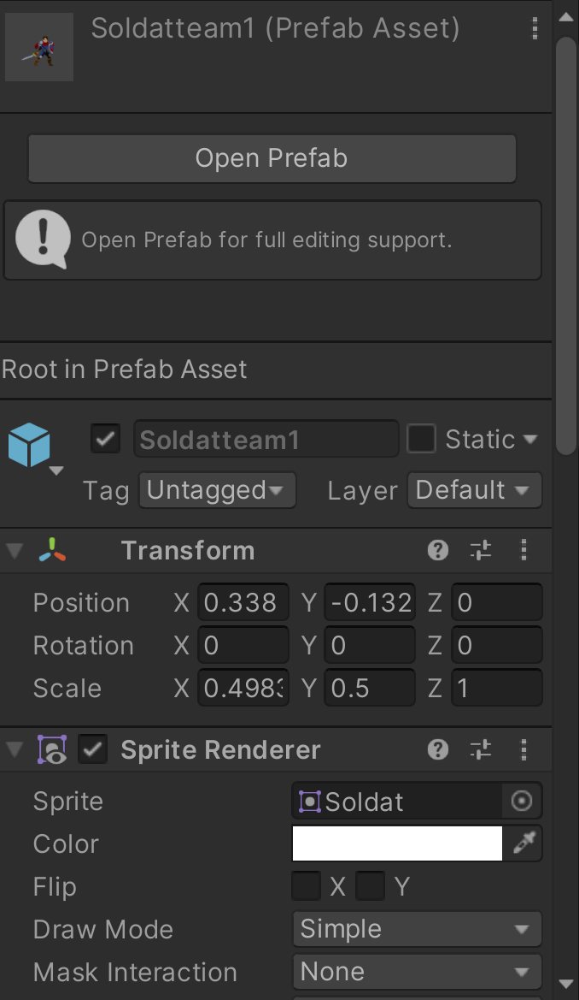 Soldatteam1 (Prefab Asset)
Open Prefab
Open Prefab for full editing support.
Root in Prefab Asset
Soldatteam1 Static
Tag Untagged Layer Default
Transform
Position X 0.338 Y -0.132 Z 0
Rotation X 0 Y 0 Z 0
Scale X 0.4983 Y 0.5 Z 1
Sprite Renderer
Sprite Soldat
Color
Flip X Y
Draw Mode Simple
Mask Interaction None